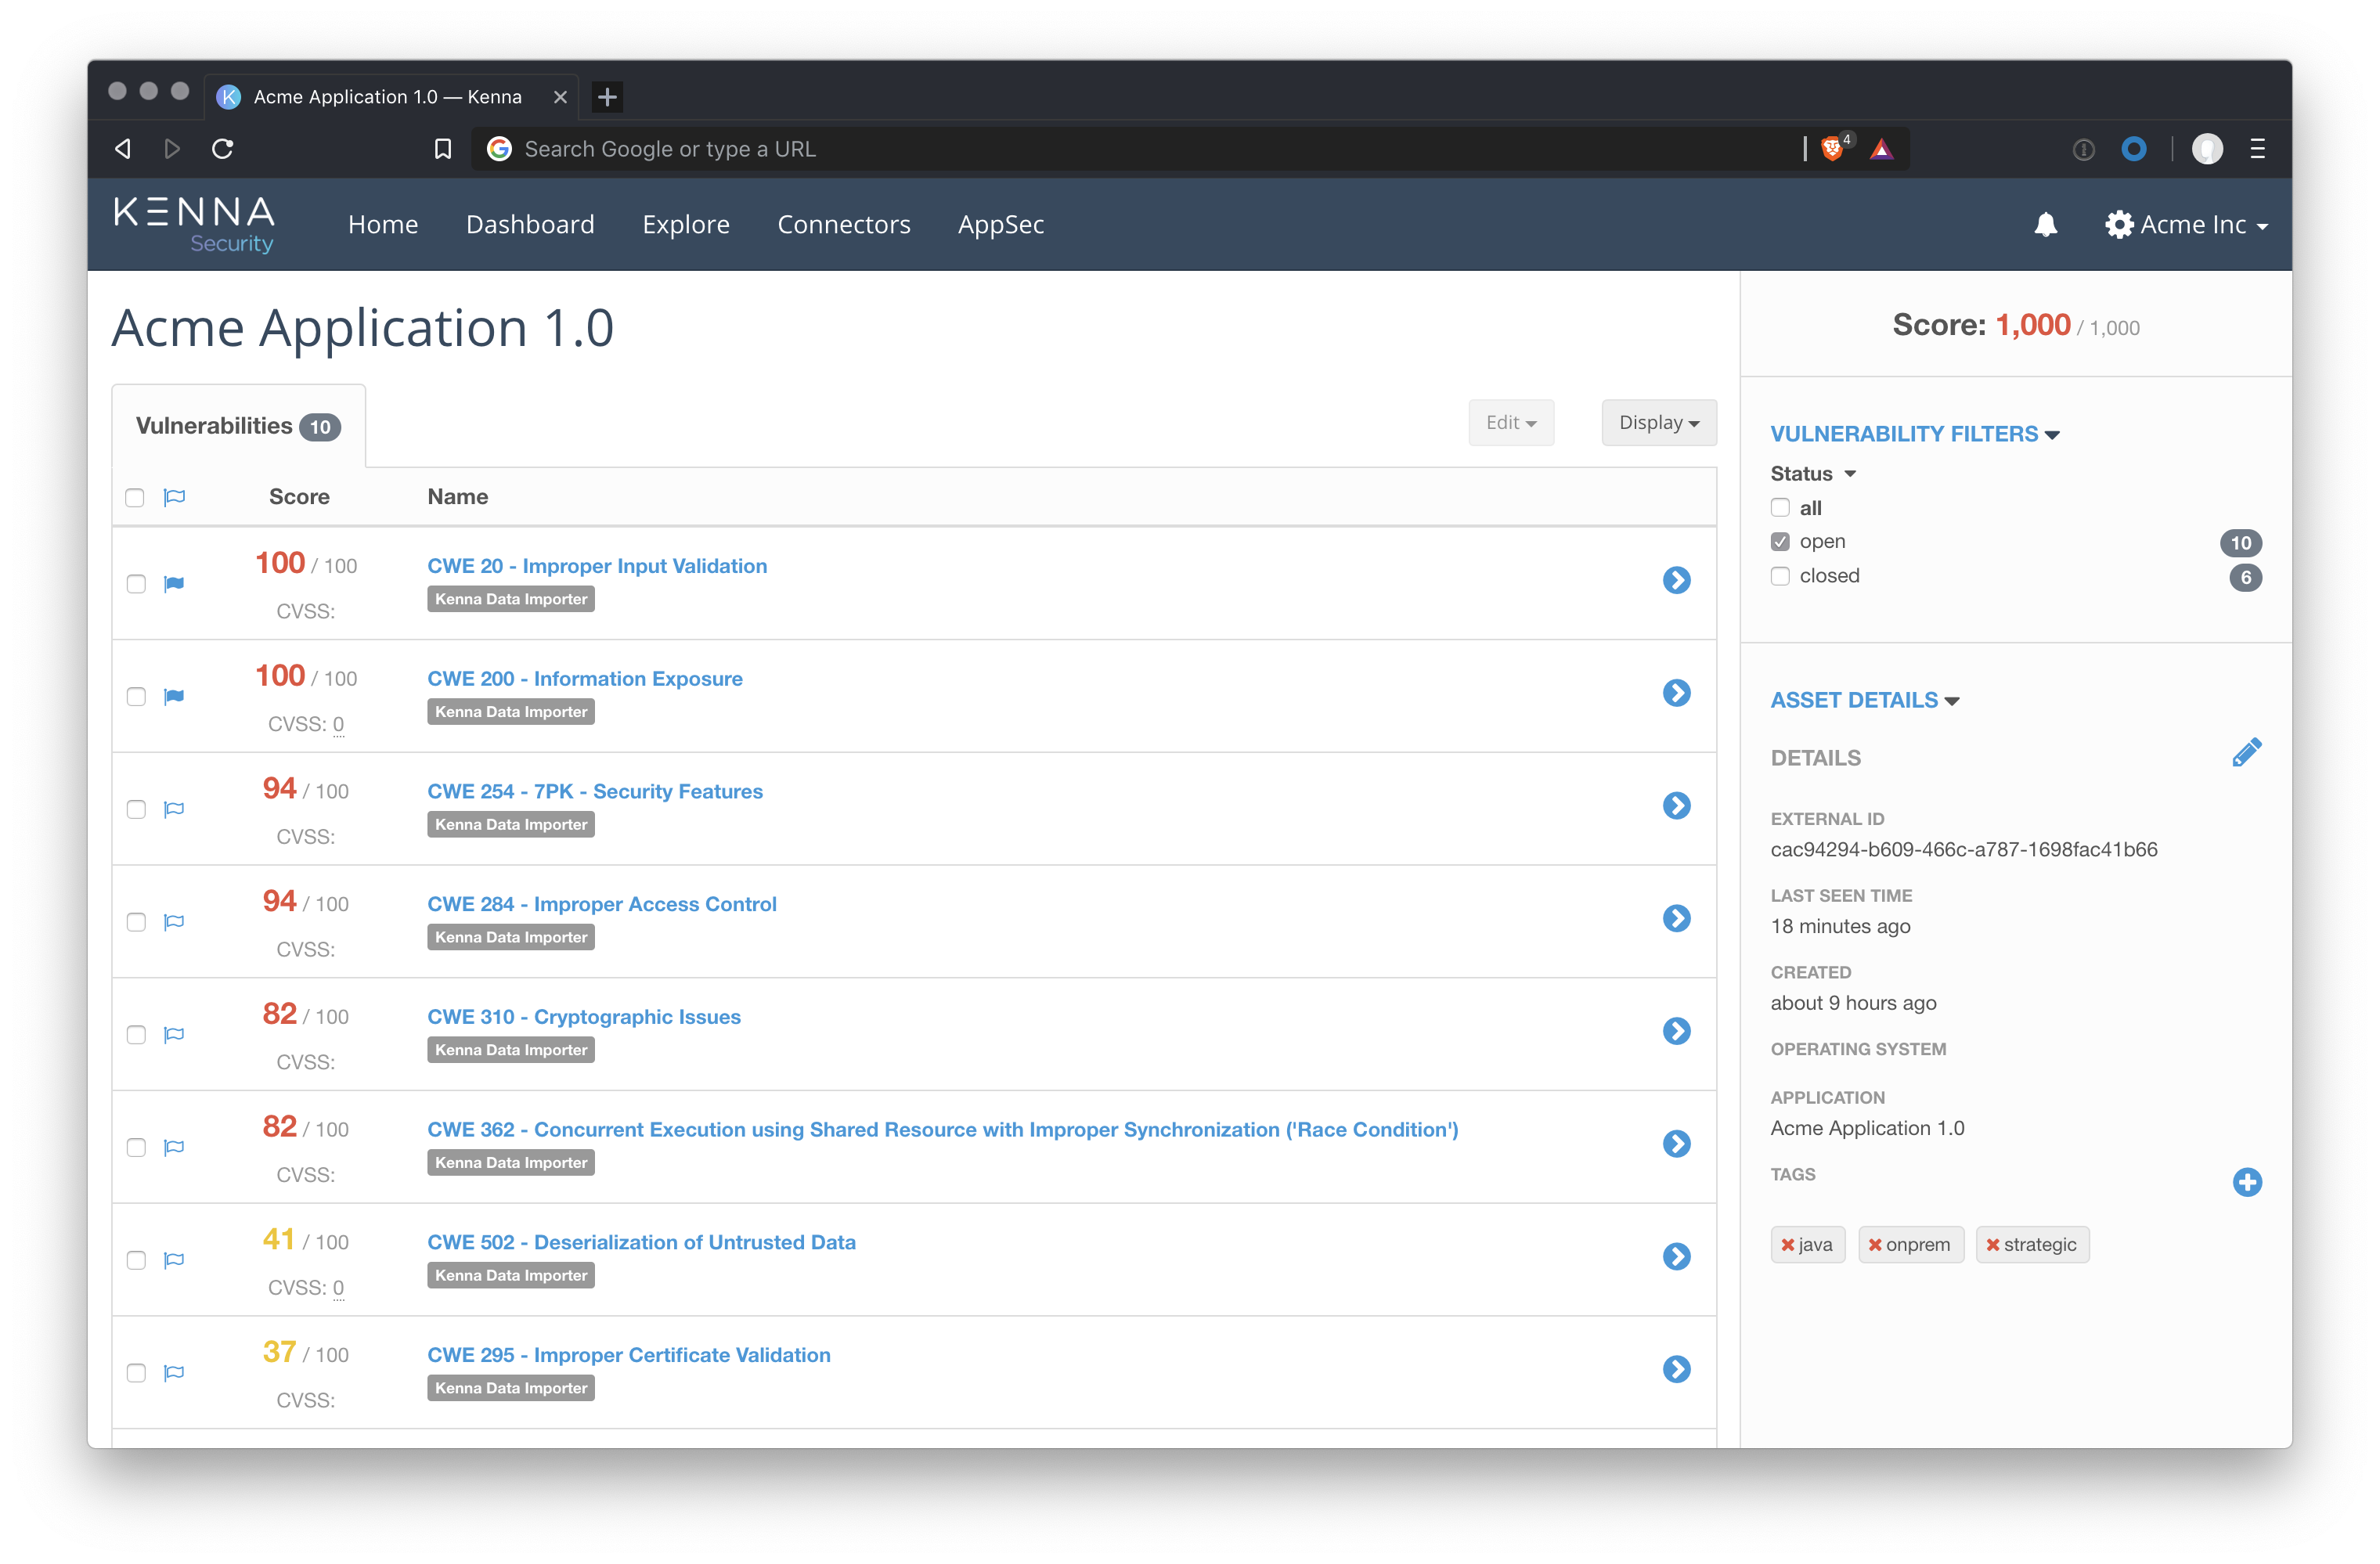 Acme Application 1.0 — Kenna
Search Google or type a URL
4
KENNA
Security
Home Dashboard Explore Connectors AppSec
Acme Inc
Acme Application 1.0
Score: 1,000 / 1,000
Vulnerabilities 10
Edit
Display
Score Name
100 / 100
CVSS:
CWE 20 - Improper Input Validation
Kenna Data Importer
100 / 100
CVSS: 0
CWE 200 - Information Exposure
Kenna Data Importer
94 / 100
CVSS:
CWE 254 - 7PK - Security Features
Kenna Data Importer
94 / 100
CVSS:
CWE 284 - Improper Access Control
Kenna Data Importer
82 / 100
CVSS:
CWE 310 - Cryptographic Issues
Kenna Data Importer
82 / 100
CVSS:
CWE 362 - Concurrent Execution using Shared Resource with Improper Synchronization ('Race Condition')
Kenna Data Importer
41 / 100
CVSS: 0
CWE 502 - Deserialization of Untrusted Data
Kenna Data Importer
37 / 100
CVSS:
CWE 295 - Improper Certificate Validation
Kenna Data Importer
VULNERABILITY FILTERS
Status
all
open 10
closed 6
ASSET DETAILS
DETAILS
EXTERNAL ID
cac94294-b609-466c-a787-1698fac41b66
LAST SEEN TIME
18 minutes ago
CREATED
about 9 hours ago
OPERATING SYSTEM
APPLICATION
Acme Application 1.0
TAGS
java onprem strategic